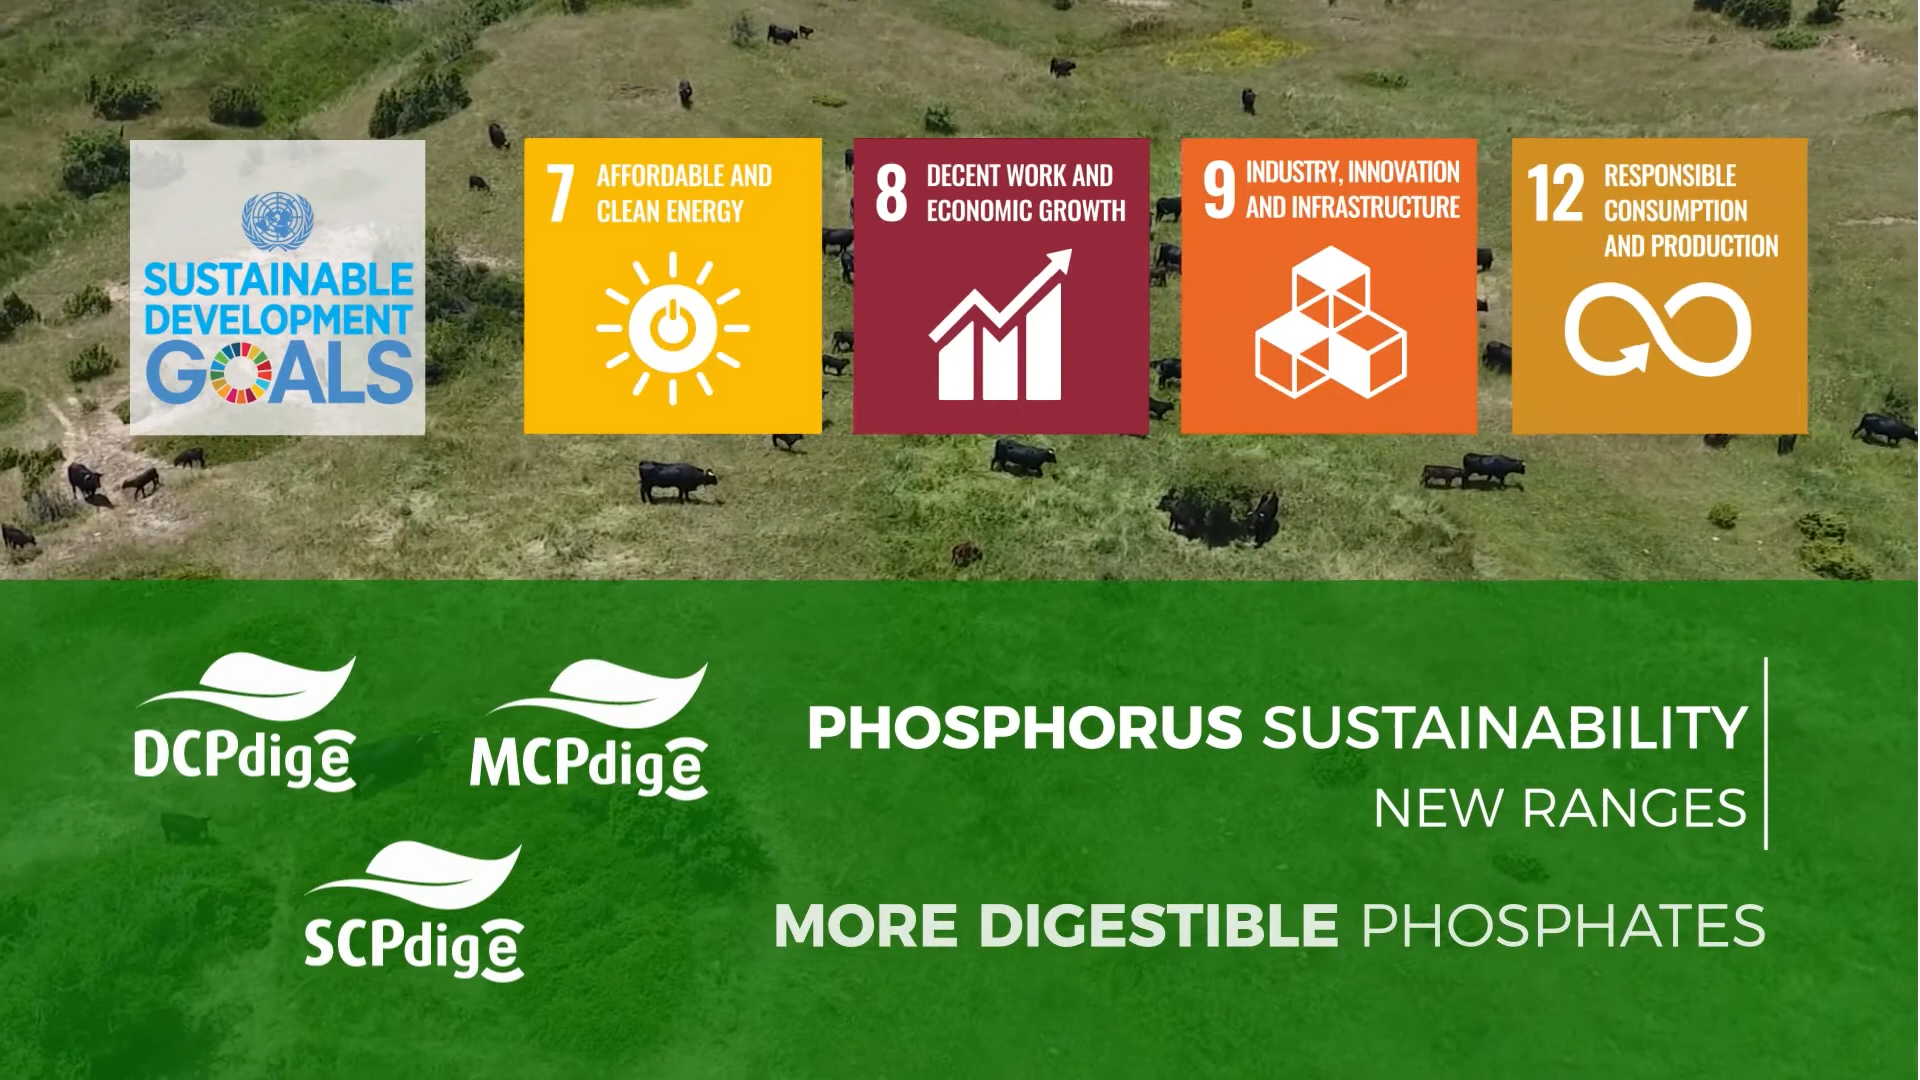 SUSTAINABLE
DEVELOPMENT
GOALS
7 AFFORDABLE AND
CLEAN ENERGY
8 DECENT WORK AND
ECONOMIC GROWTH
9 INDUSTRY, INNOVATION
AND INFRASTRUCTURE
12 RESPONSIBLE
CONSUMPTION
AND PRODUCTION
DCPdige
MCPdige
SCPdige
PHOSPHORUS SUSTAINABILITY
NEW RANGES
MORE DIGESTIBLE PHOSPHATES